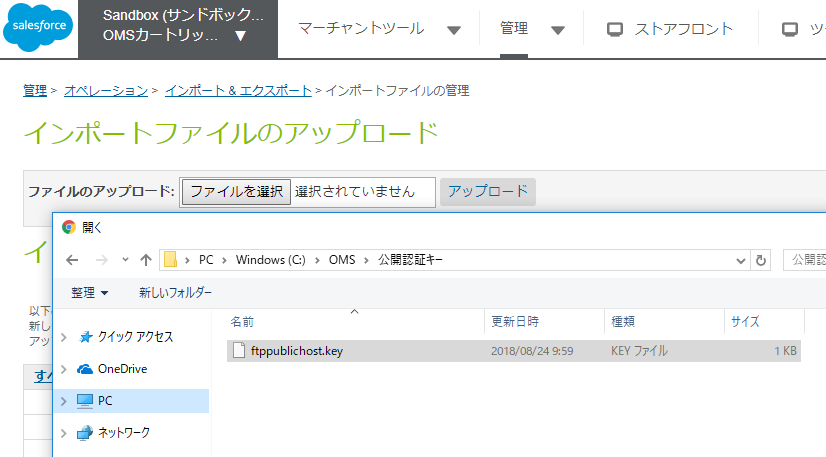 salesforce
Sandbox (サンドボック...
OMSカートリッ... ▼
マーチャントツール
管理
ストアフロント
管理 > オペレーション > インポート & エクスポート > インポートファイルの管理
インポートファイルのアップロード
ファイルのアップロード: ファイルを選択 選択されていません アップロード
開く
PC > Windows (C:) > OMS > 公開認証キー
公開認
整理 新しいフォルダー
名前 更新日時 種類 サイズ
ftppublichost.key 2018/08/24 9:59 KEY ファイル 1 KB
クイック アクセス
OneDrive
PC
ネットワーク
イ
以下
新し
アッ
すべ